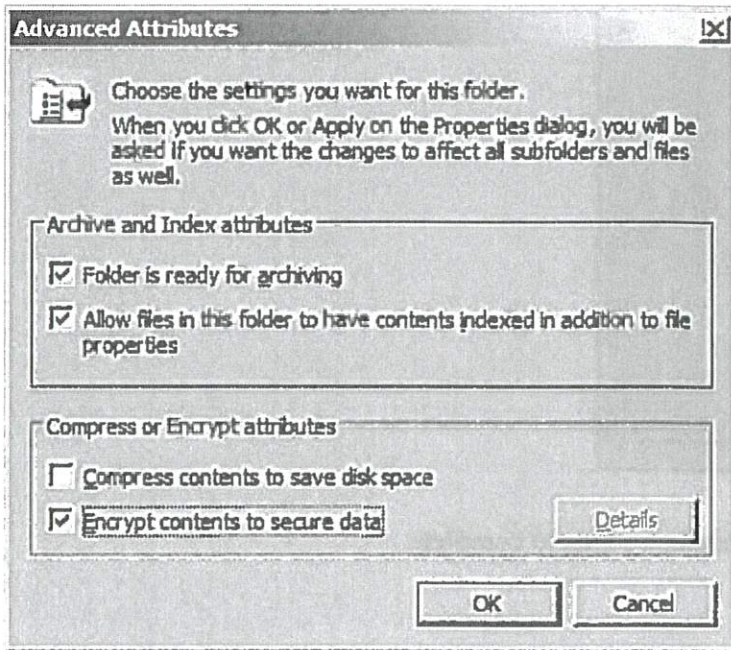 Advanced Attributes
Choose the settings you want for this folder.
When you click OK or Apply on the Properties dialog, you will be
asked if you want the changes to affect all subfolders and files
as well.
Archive and Index attributes
Folder is ready for archiving
Allow files in this folder to have contents indexed in addition to file
properties
Compress or Encrypt attributes
Compress contents to save disk space
Encrypt contents to secure data
Details
OK
Cancel